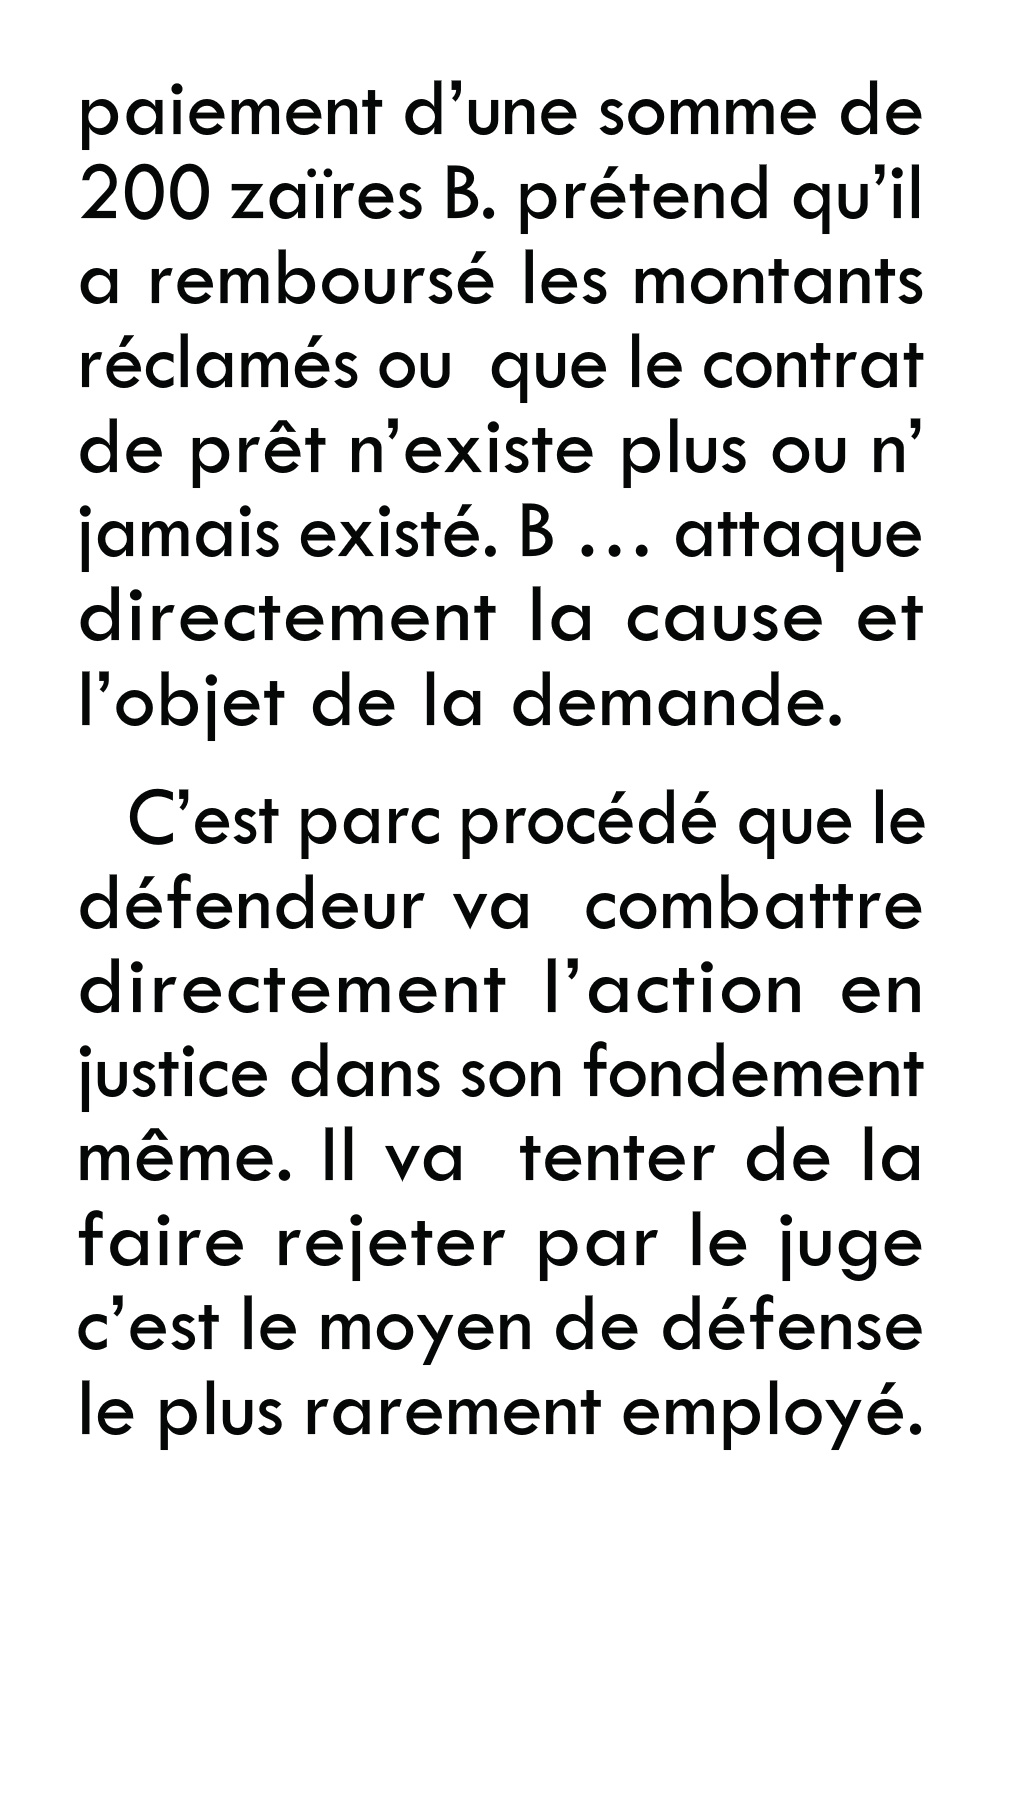 paiement d’une somme de
200 zaïres B. prétend qu’il
a remboursé les montants
réclamés ou que le contrat
de prêt n’existe plus ou n’
jamais existé. B … attaque
directement la cause et
l’objet de la demande.
C’est parc procédé que le
défendeur va combattre
directement l’action en
justice dans son fondement
même. Il va tenter de la
faire rejeter par le juge
c’est le moyen de défense
le plus rarement employé.